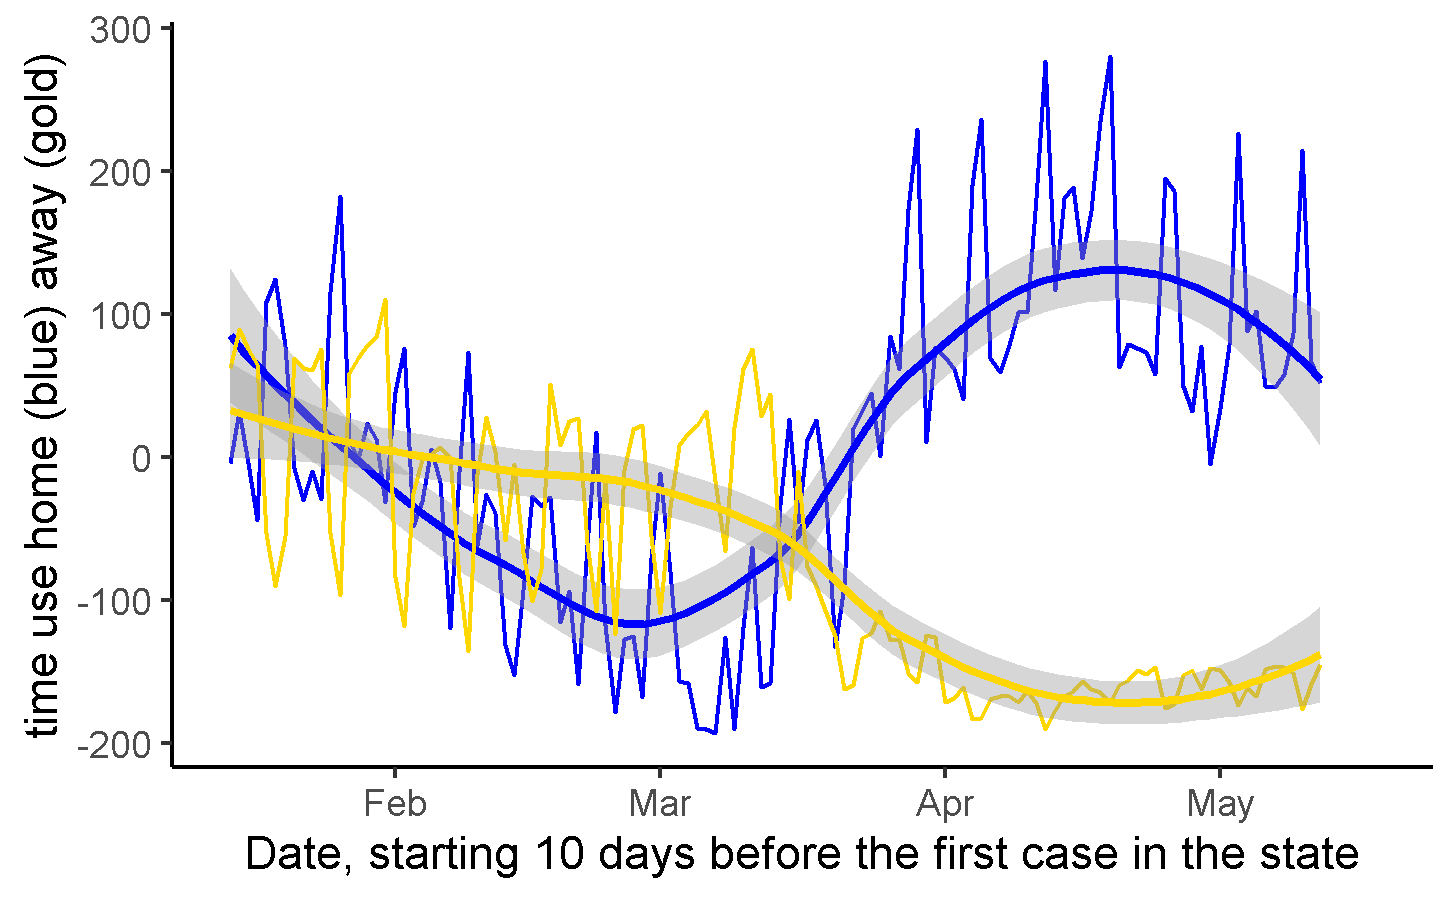 time use home (blue) away (gold)
300
200
100
0
-100
-200
Feb Mar Apr May
Date, starting 10 days before the first case in the state